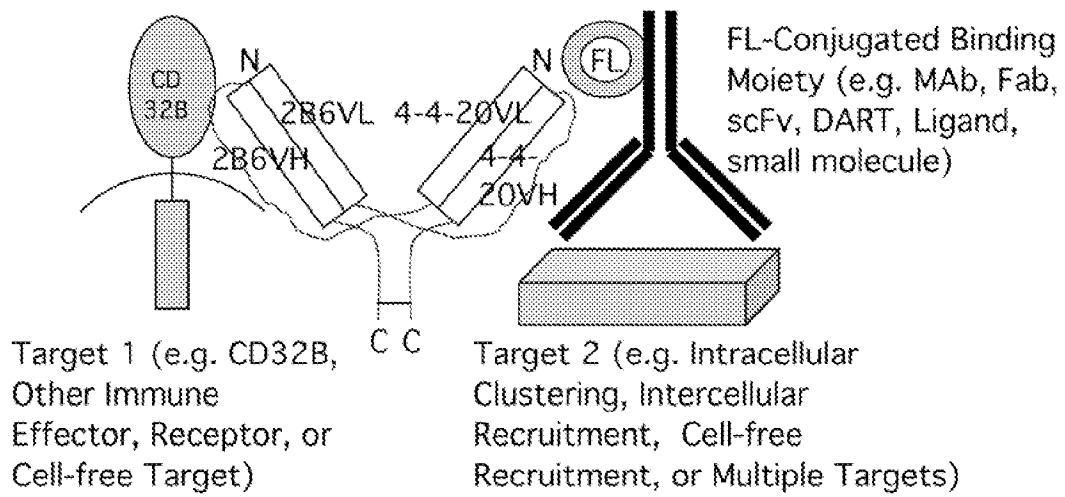 CD
32B
N
2B6VL
2B6VH
N
4-4-20VL
4-4-
20VH
FL
FL-Conjugated Binding
Moiety (e.g. MAb, Fab,
scFv, DART, Ligand,
small molecule)
C C
Target 1 (e.g. CD32B,
Other Immune
Effector, Receptor, or
Cell-free Target)
Target 2 (e.g. Intracellular
Clustering, Intercellular
Recruitment, Cell-free
Recruitment, or Multiple Targets)